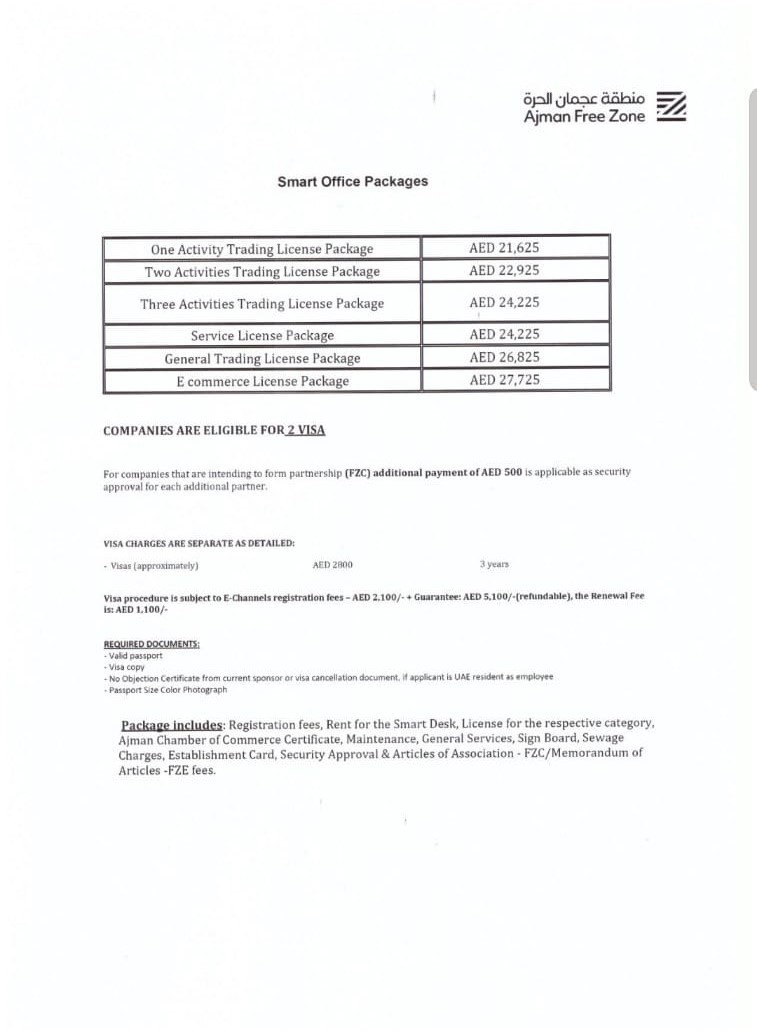 منطقة عجمان الحرة
Ajman Free Zone
Smart Office Packages
One Activity Trading License Package AED 21,625
Two Activities Trading License Package AED 22,925
Three Activities Trading License Package AED 24,225
Service License Package AED 24,225
General Trading License Package AED 26,825
E commerce License Package AED 27,725
COMPANIES ARE ELIGIBLE FOR 2 VISA
For companies that are intending to form partnership (FZC) additional payment of AED 500 is applicable as security
approval for each additional partner.
VISA CHARGES ARE SEPARATE AS DETAILED:
- Visas (approximately) AED 2800 3 years
Visa procedure is subject to E-Channels registration fees – AED 2,100/- + Guarantee: AED 5,100/-(refundable), the Renewal Fee
is: AED 1,100/-
REQUIRED DOCUMENTS:
- Valid passport
- Visa copy
- No Objection Certificate from current sponsor or visa cancellation document, if applicant is UAE resident as employee
- Passport Size Color Photograph
Package includes: Registration fees, Rent for the Smart Desk, License for the respective category,
Ajman Chamber of Commerce Certificate, Maintenance, General Services, Sign Board, Sewage
Charges, Establishment Card, Security Approval & Articles of Association - FZC/Memorandum of
Articles -FZE fees.